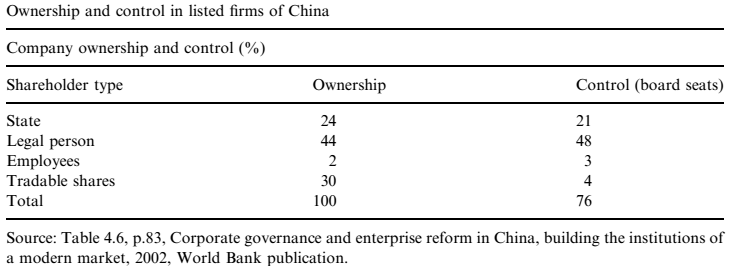 Ownership and control in listed firms of China
Company ownership and control (%)
Shareholder type Ownership Control (board seats)
State 24 21
Legal person 44 48
Employees 2 3
Tradable shares 30 4
Total 100 76
Source: Table 4.6, p.83, Corporate governance and enterprise reform in China, building the institutions of
a modern market, 2002, World Bank publication.